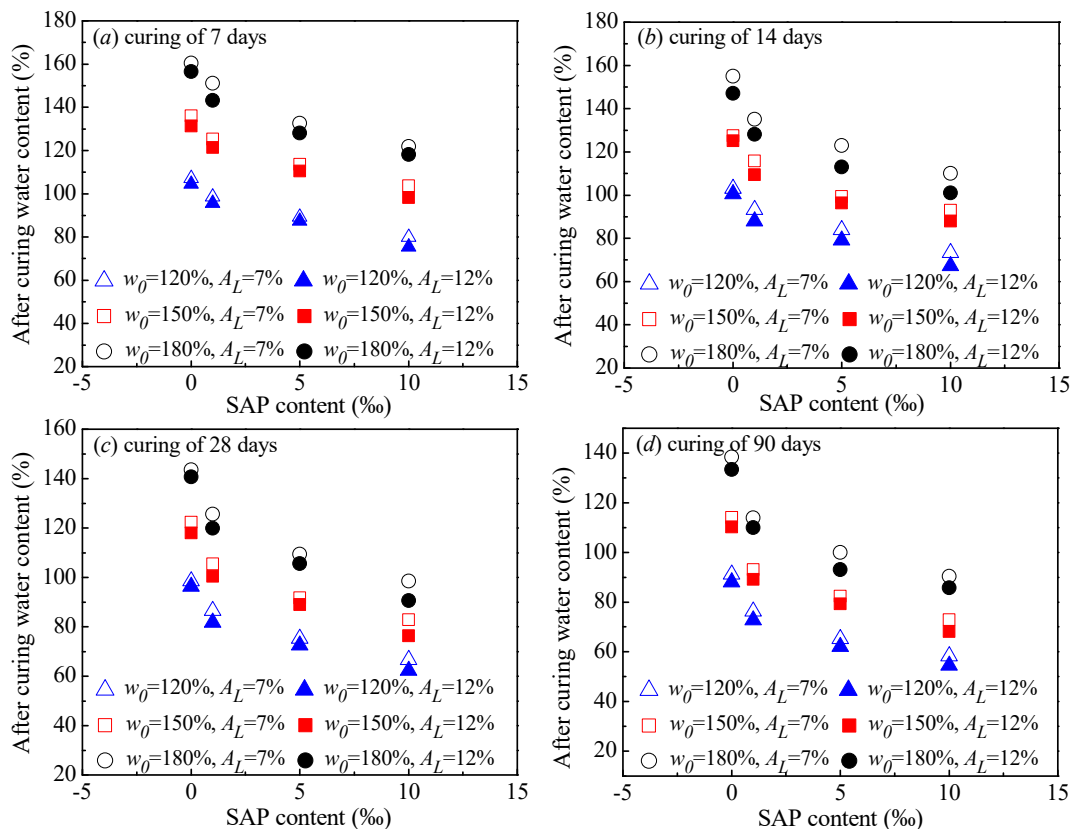 (a) curing of 7 days
After curing water content (%)
180
160
140
120
100
80
60
40
20
w0=120%, AL=7%
w0=120%, AL=12%
w0=150%, AL=7%
w0=150%, AL=12%
w0=180%, AL=7%
w0=180%, AL=12%
-5 0 5 10 15
SAP content (‰)
(b) curing of 14 days
After curing water content (%)
180
160
140
120
100
80
60
40
20
w0=120%, AL=7%
w0=120%, AL=12%
w0=150%, AL=7%
w0=150%, AL=12%
w0=180%, AL=7%
w0=180%, AL=12%
-5 0 5 10 15
SAP content (‰)
(c) curing of 28 days
After curing water content (%)
160
140
120
100
80
60
40
20
w0=120%, AL=7%
w0=120%, AL=12%
w0=150%, AL=7%
w0=150%, AL=12%
w0=180%, AL=7%
w0=180%, AL=12%
-5 0 5 10 15
SAP content (‰)
(d) curing of 90 days
After curing water content (%)
140
120
100
80
60
40
20
w0=120%, AL=7%
w0=120%, AL=12%
w0=150%, AL=7%
w0=150%, AL=12%
w0=180%, AL=7%
w0=180%, AL=12%
-5 0 5 10 15
SAP content (‰)